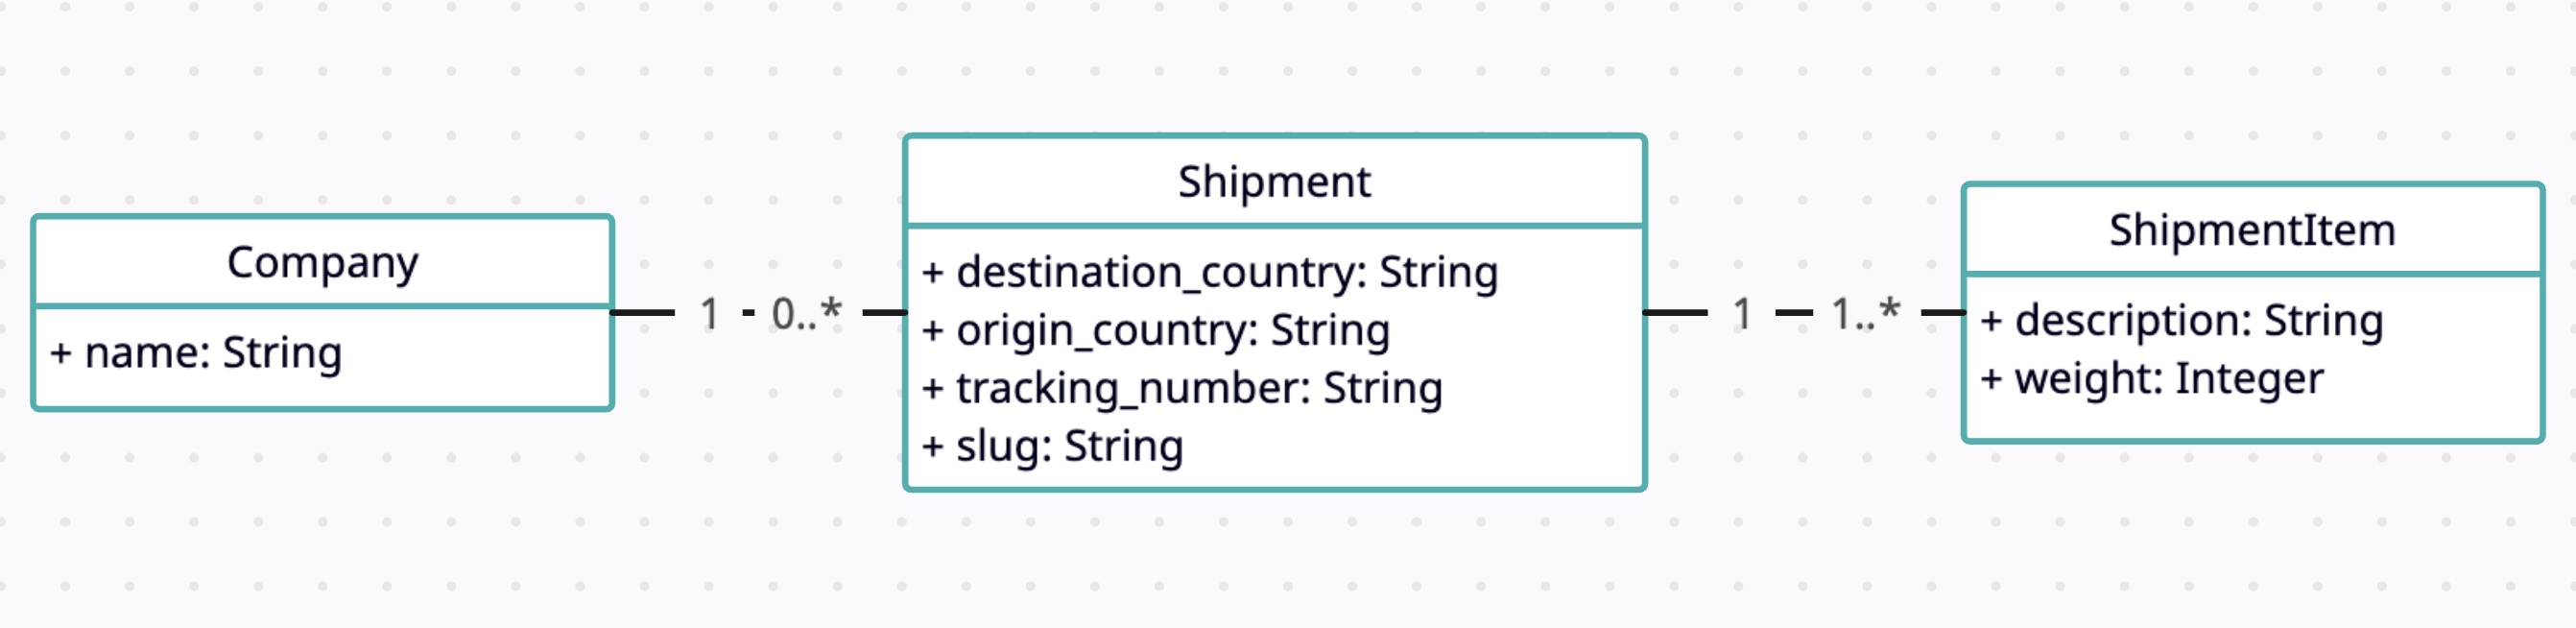 Company
+ name: String
1
0..*
Shipment
+ destination_country: String
+ origin_country: String
+ tracking_number: String
+ slug: String
1
1..*
ShipmentItem
+ description: String
+ weight: Integer